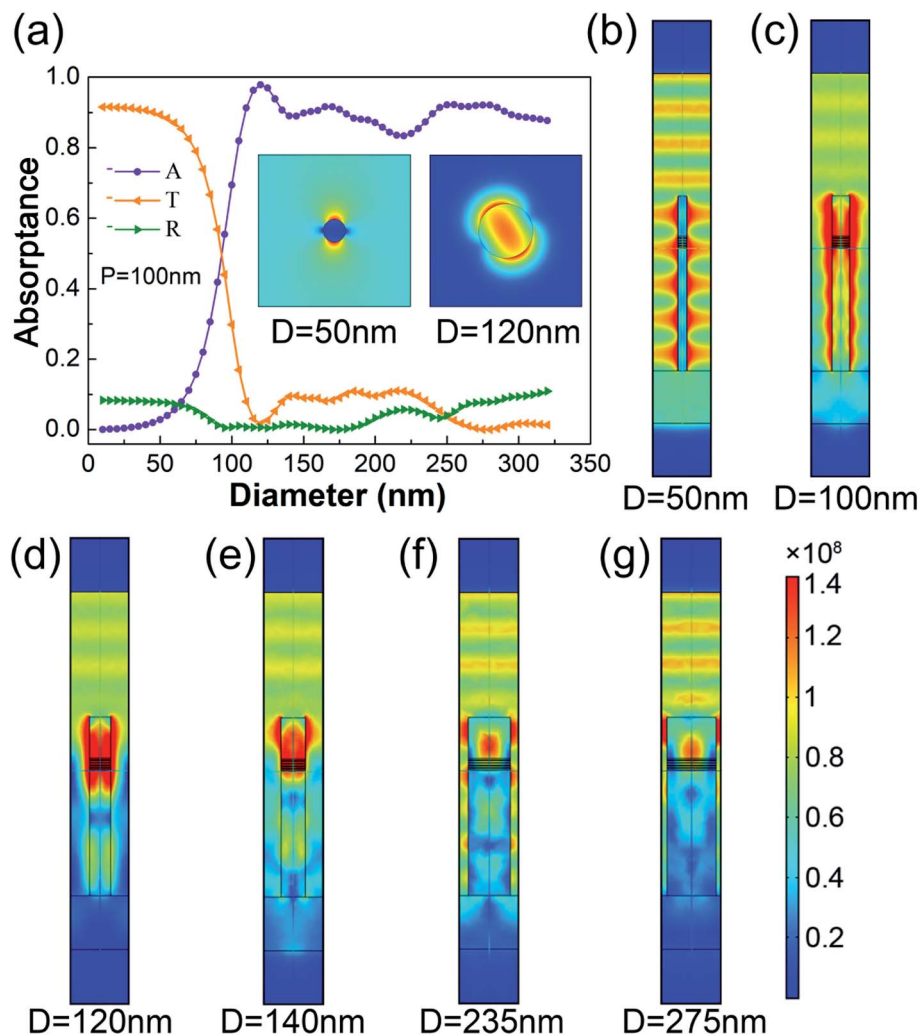 (a)
(b)
(c)
1.0
0.8
0.6
0.4
0.2
0.0
Absorptance
A
T
R
P=100nm
D=50nm
D=120nm
0 50 100 150 200 250 300 350
Diameter (nm)
D=50nm
D=100nm
(d)
(e)
(f)
(g)
×10⁸
1.4
1.2
1
0.8
0.6
0.4
0.2
D=120nm
D=140nm
D=235nm
D=275nm